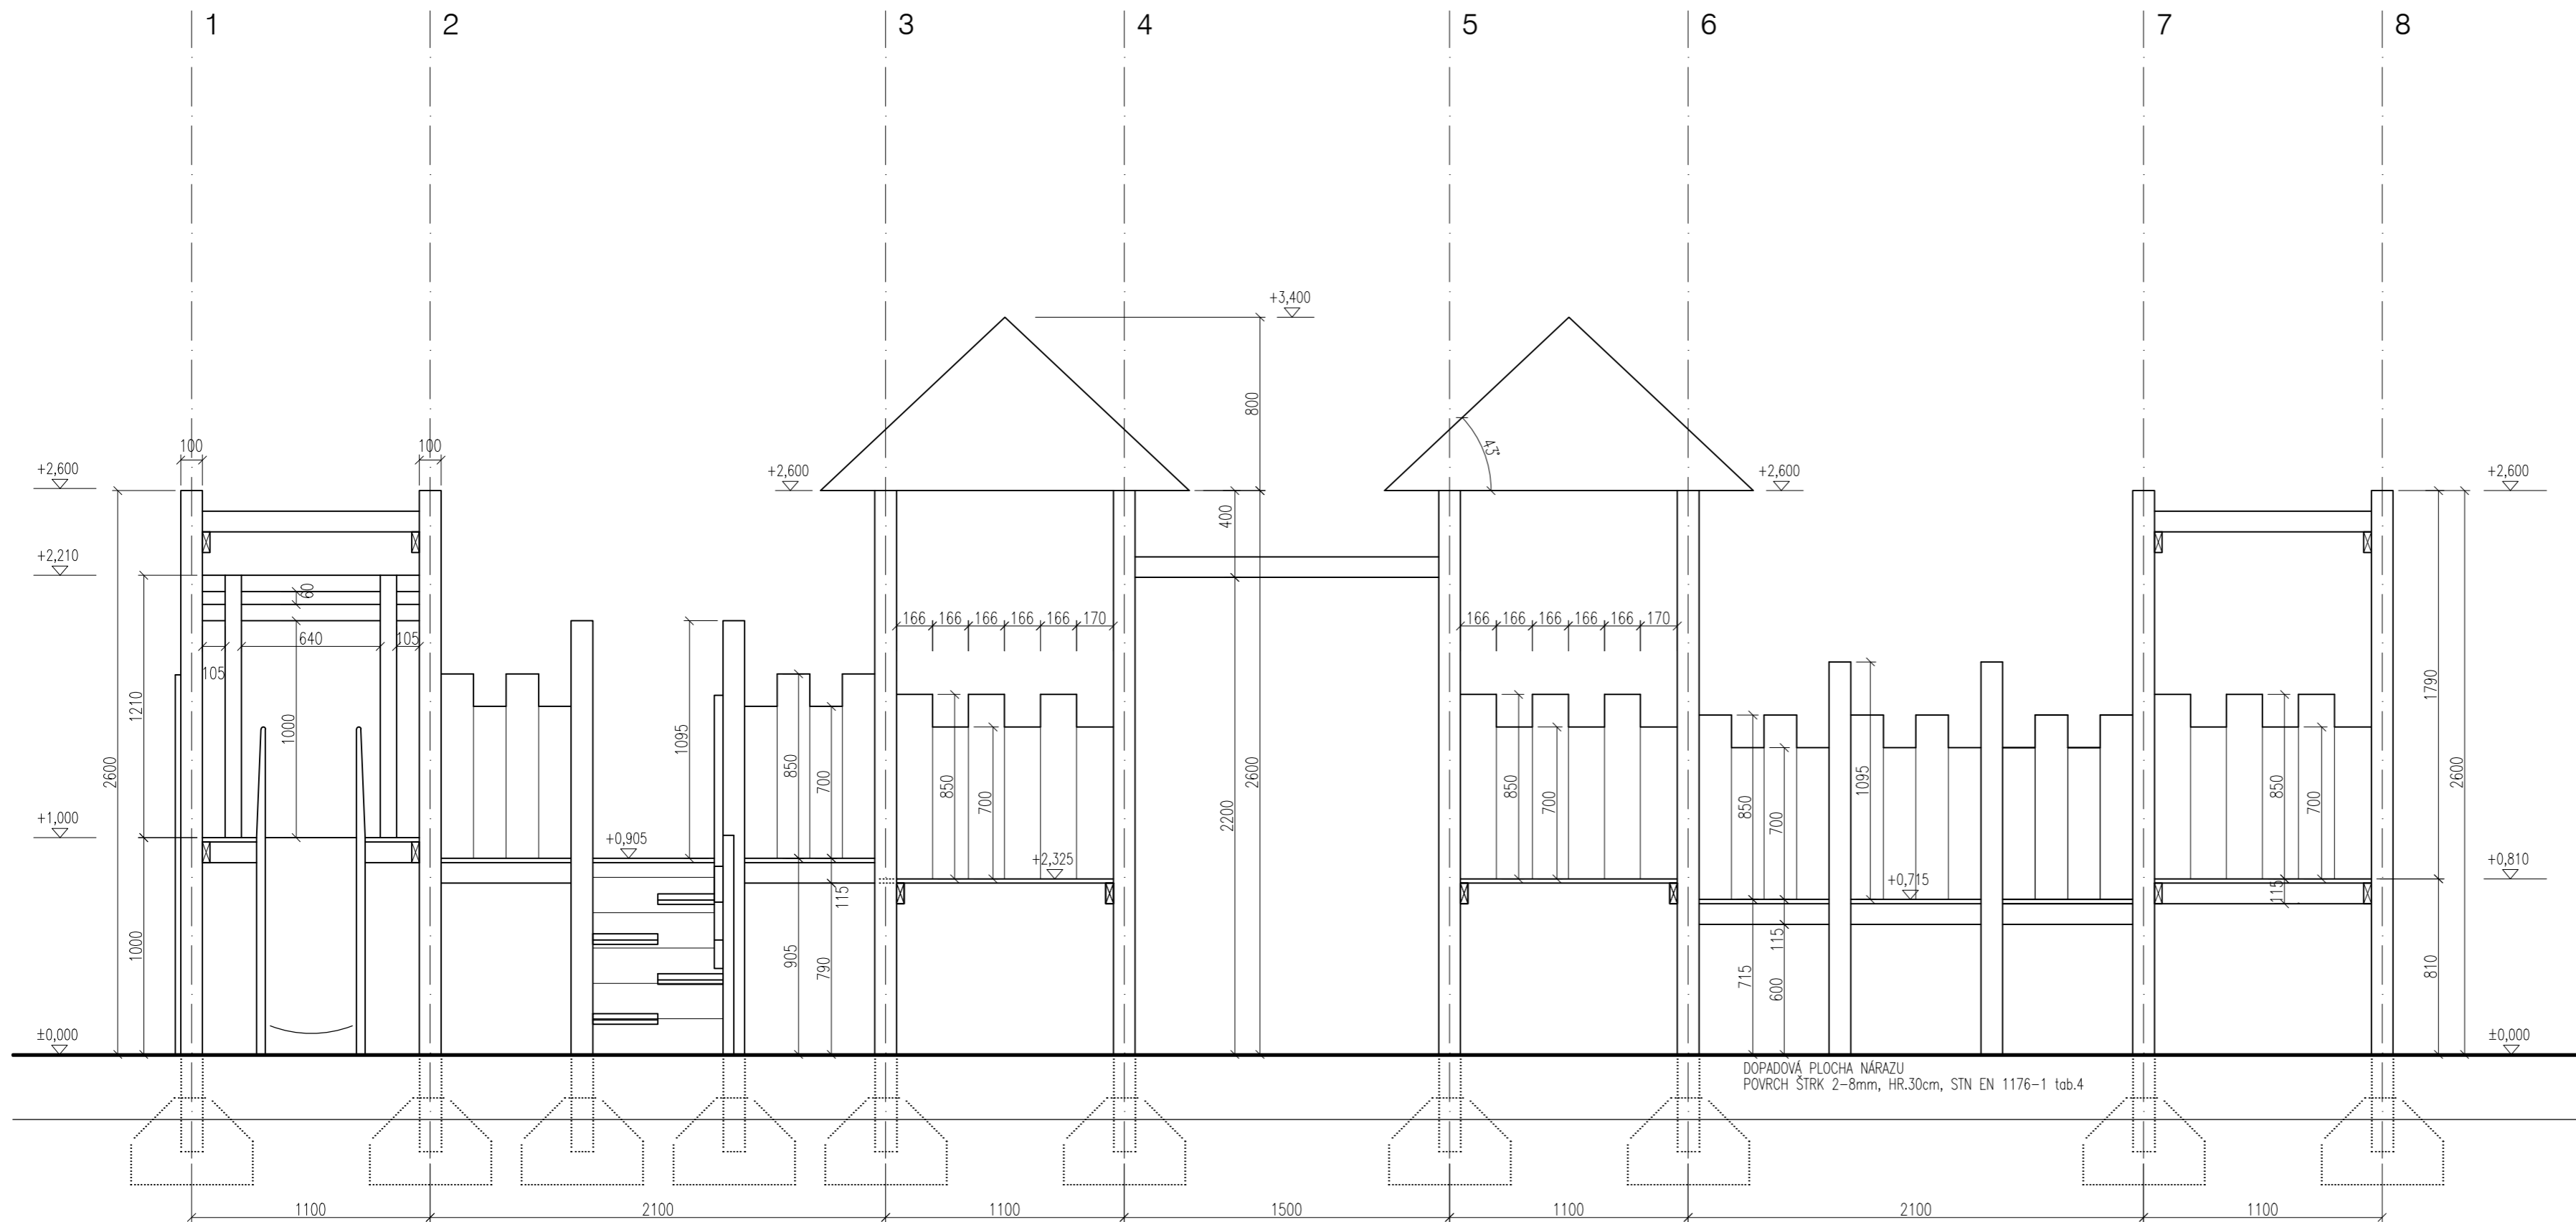 1 2 3 4 5 6 7 8
+3,400
800
43°
100 100
+2,600 +2,600 +2,600 +2,600
400
+2,210
60
166 166 166 166 166 170 166 166 166 166 166 170
640 105
105
1210 1000 1095 1790
2600 850 700 850 700 2200 2600 850 700 850 700 1095 850 700 2600
+1,000 +0,905 +2,325 +0,715 +0,810
115 115 115
1000 905 790 715 600 810
±0,000 ±0,000
DOPADOVÁ PLOCHA NÁRAZU
POVRCH ŠTRK 2-8mm, HR.30cm, STN EN 1176-1 tab.4
1100 2100 1100 1500 1100 2100 1100